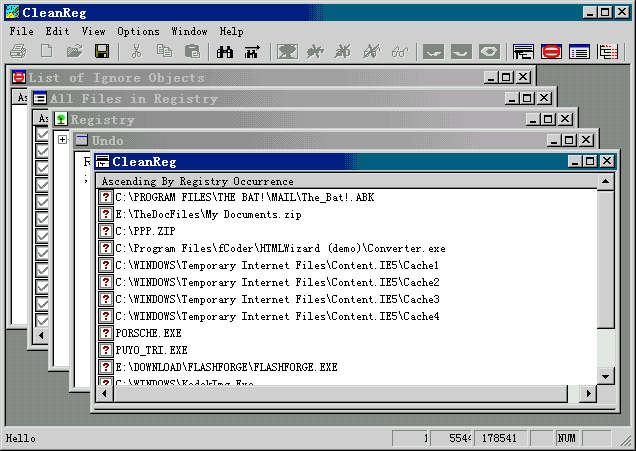 CleanReg
File Edit View Options Window Help
List of Ignore Objects
All Files in Registry
Registry
Undo
CleanReg
Ascending By Registry Occurrence
C:\PROGRAM FILES\THE BAT!\MAIL\The_Bat!.ABK
E:\TheDocFiles\My Documents.zip
C:\PPP.ZIP
C:\Program Files\fCoder\HTMLWizard (demo)\Converter.exe
C:\WINDOWS\Temporary Internet Files\Content.IE5\Cache1
C:\WINDOWS\Temporary Internet Files\Content.IE5\Cache2
C:\WINDOWS\Temporary Internet Files\Content.IE5\Cache3
C:\WINDOWS\Temporary Internet Files\Content.IE5\Cache4
PORSCHE.EXE
PUYO_TRI.EXE
E:\DOWNLOAD\FLASHFORGE\FLASHFORGE.EXE
C:\WINDOWS\KodakImg.Exe
Hello 1 5544 178541 NUM